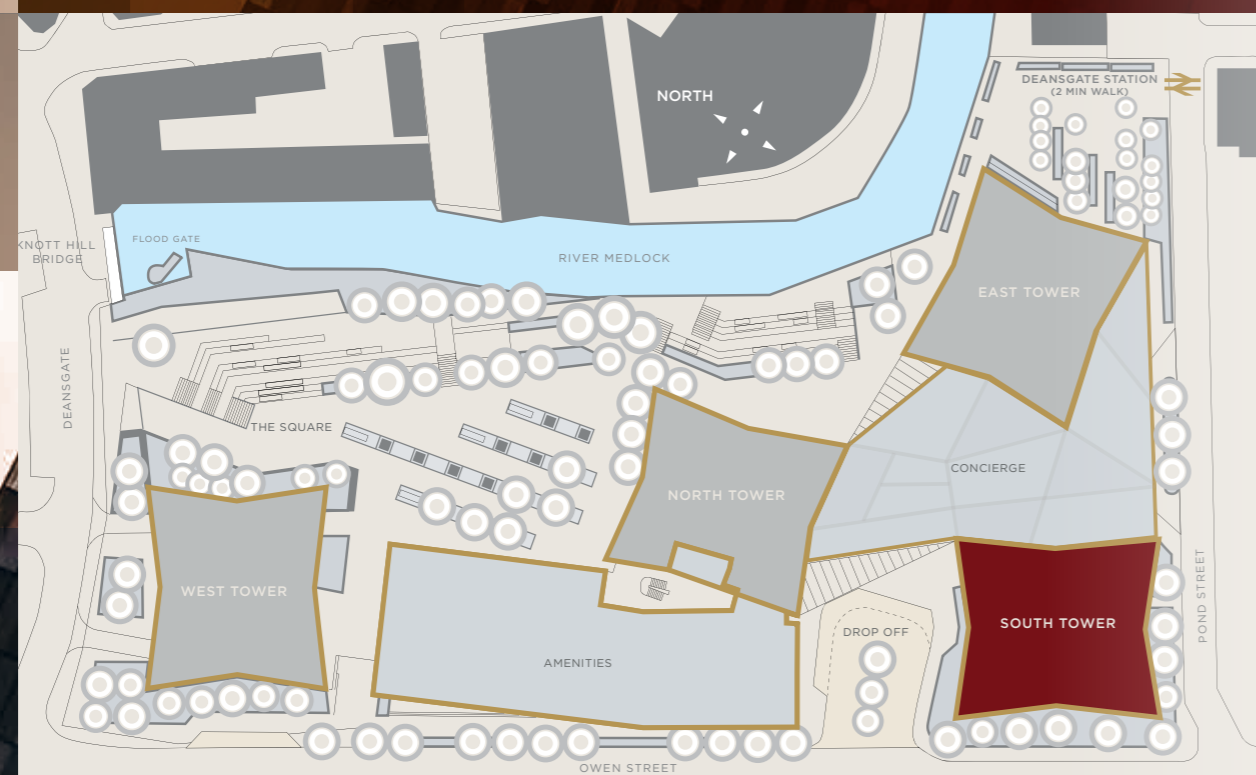 NORTH
DEANSGATE STATION
(2 MIN WALK)
KNOTT HILL
BRIDGE
FLOOD GATE
RIVER MEDLOCK
EAST TOWER
DEANSGATE
THE SQUARE
CONCIERGE
NORTH TOWER
WEST TOWER
POND STREET
SOUTH TOWER
DROP OFF
AMENITIES
OWEN STREET